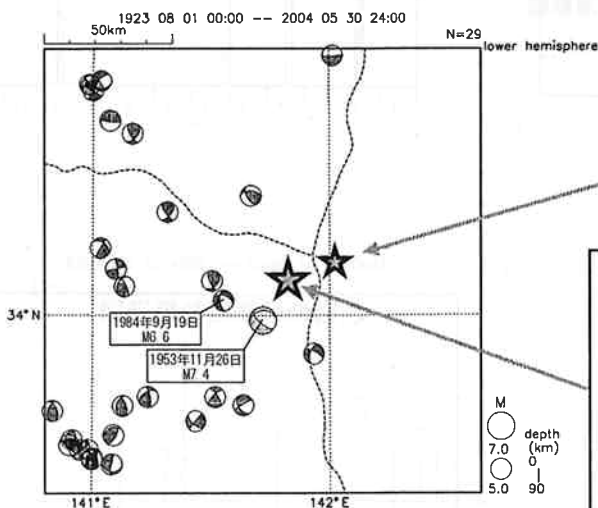 1923 08 01 00:00 -- 2004 05 30 24:00
50km
N=29
lower hemisphere
34°N
1984年9月19日
M6.6
1953年11月26日
M7.4
M
7.0
5.0
depth
(km)
0
90
141°E
142°E